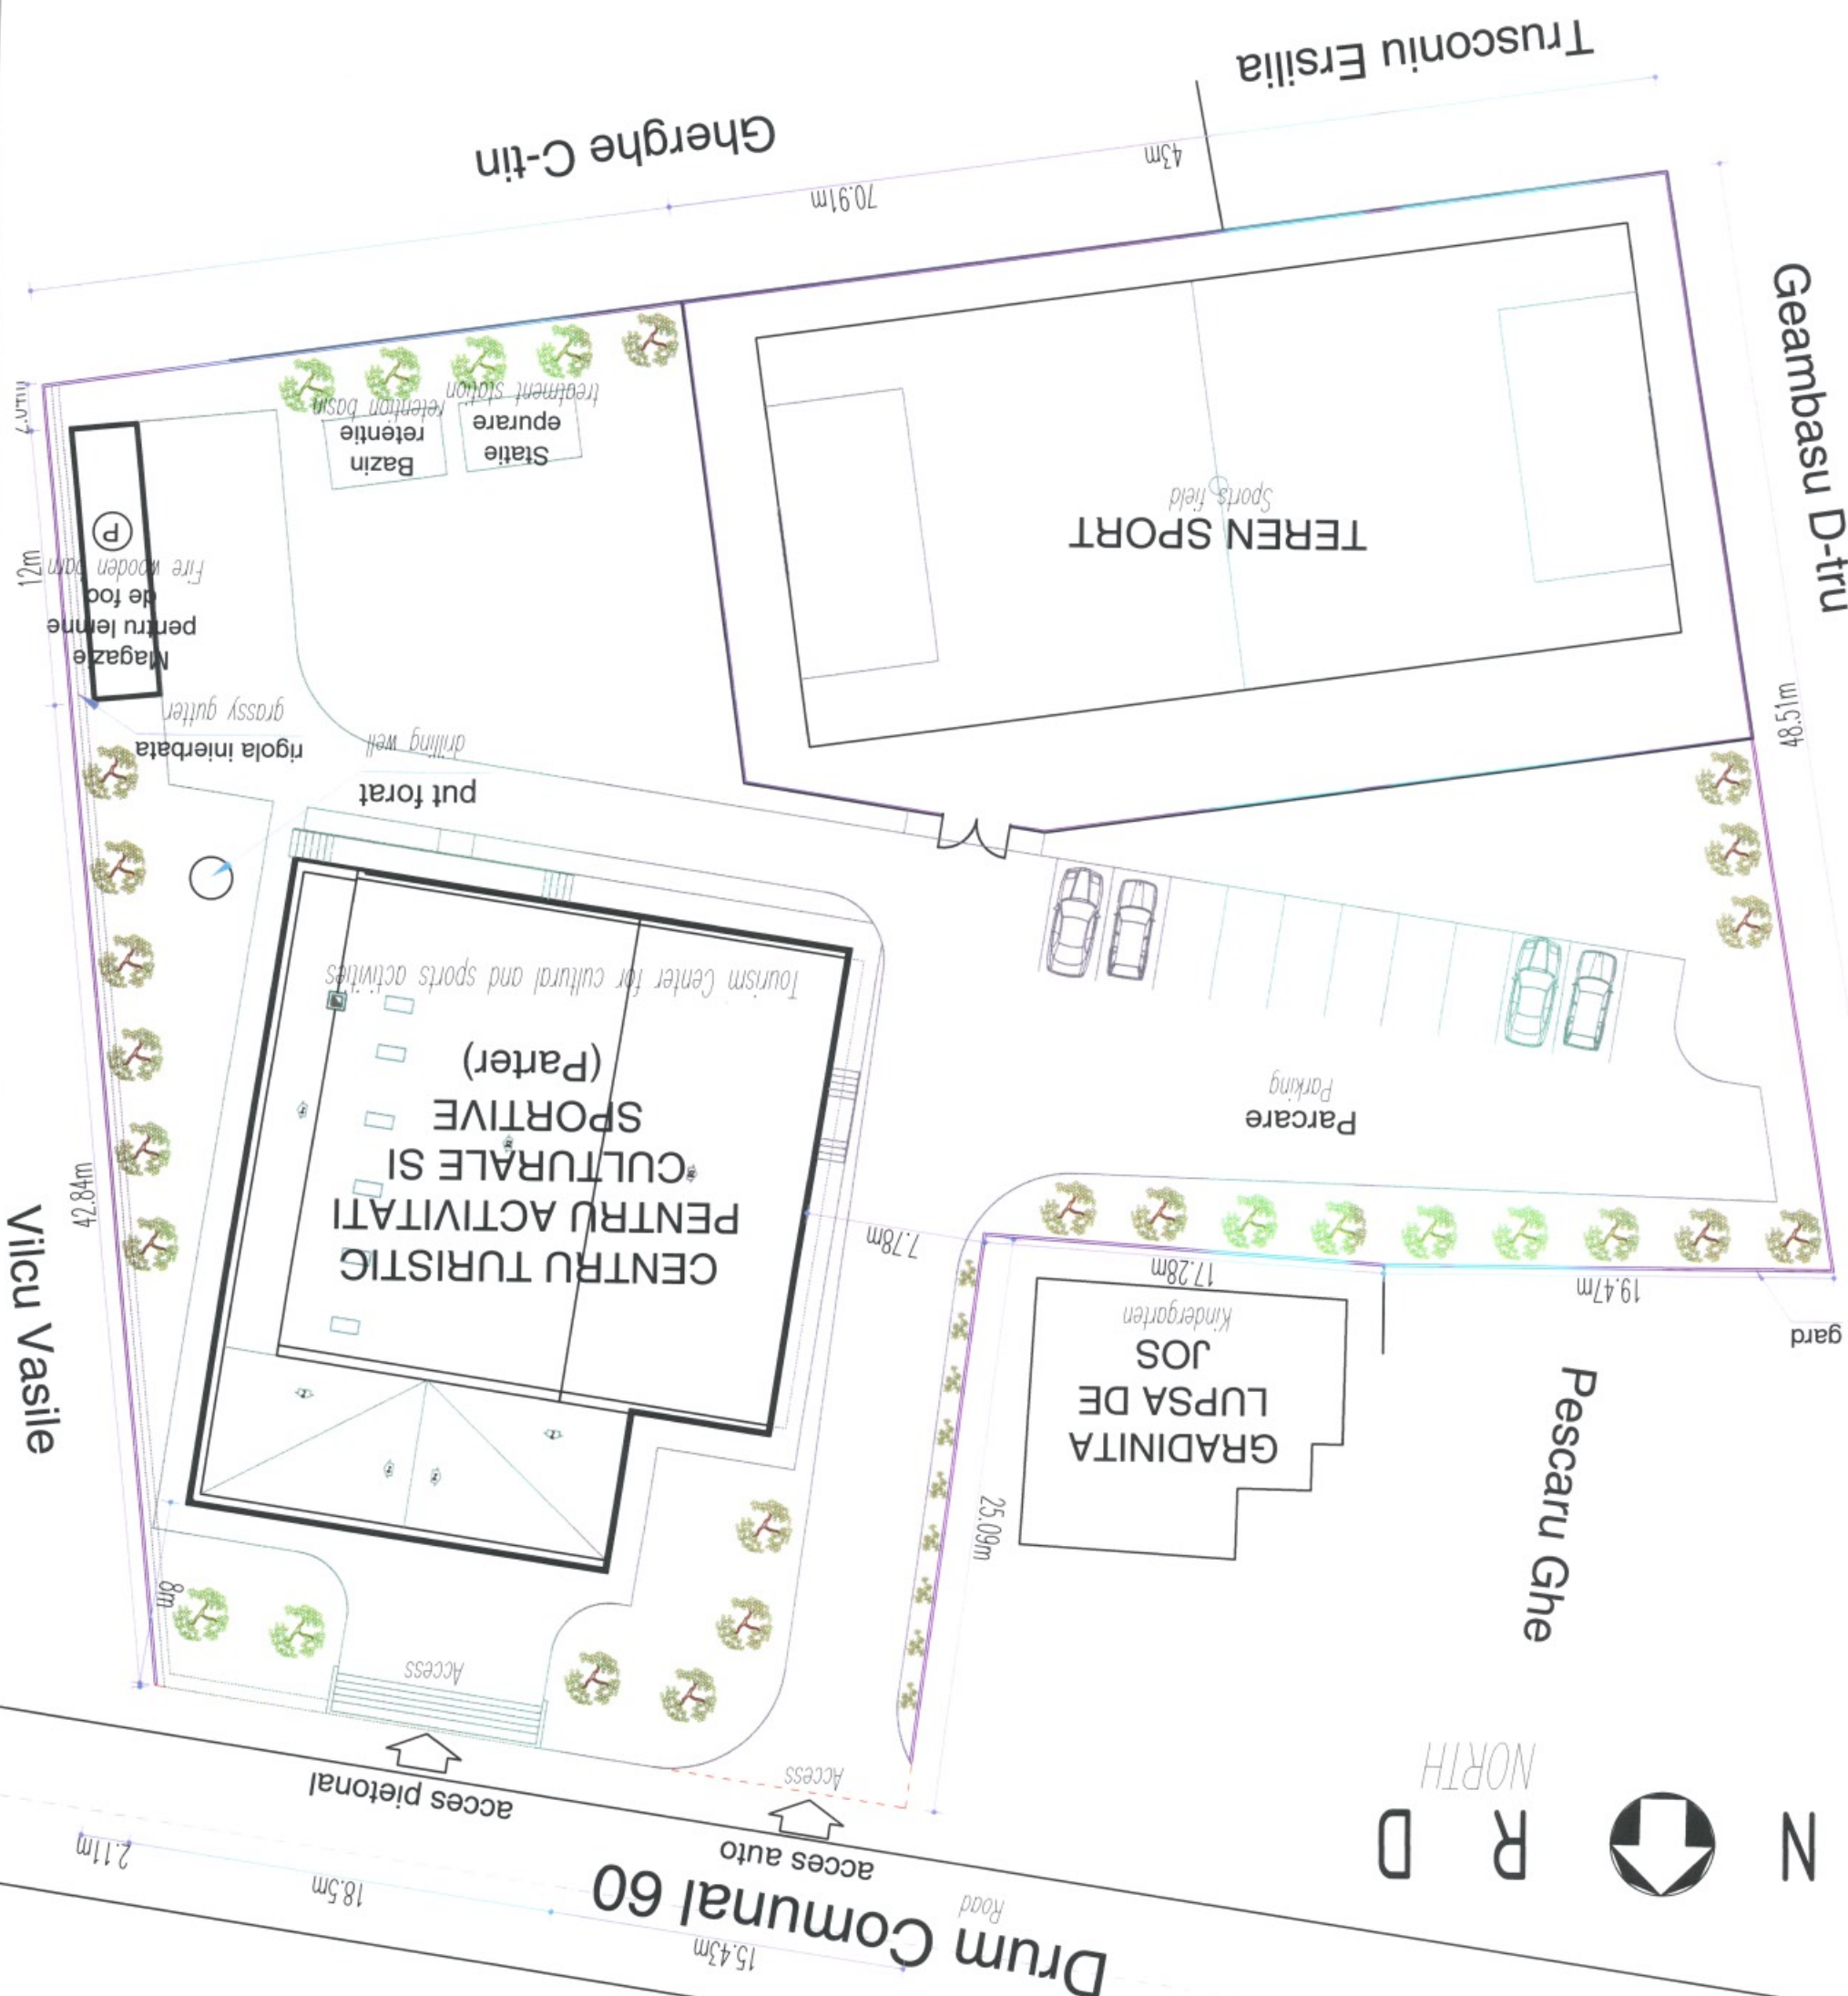 Drum Comunal 60
Road
15.43m
18.5m
2.11m
acces auto
acces pietonal
Access
Access
N
R D
NORTH
8m
Pescaru Ghe
25.09m
GRADINITA
LUPSA DE
JOS
Kindergarten
gard
19.47m
17.28m
7.78m
Vilcu Vasile
42.84m
CENTRU TURISTIC
PENTRU ACTIVITATI
CULTURALE SI
SPORTIVE
(Parter)
Tourism Center for cultural and sports activities
Parcare
Parking
put forat
drilling well
rigola inierbata
grassy gutter
Magazie
pentru lemne
de foc
Fire wooden barn
P
12m
48.51m
Geambasu D-tru
TEREN SPORT
Sports field
Statie
epurare
treatment station
Bazin
retentie
retention basin
70.91m
43m
Gherghe C-tin
Trusconiu Ersilia